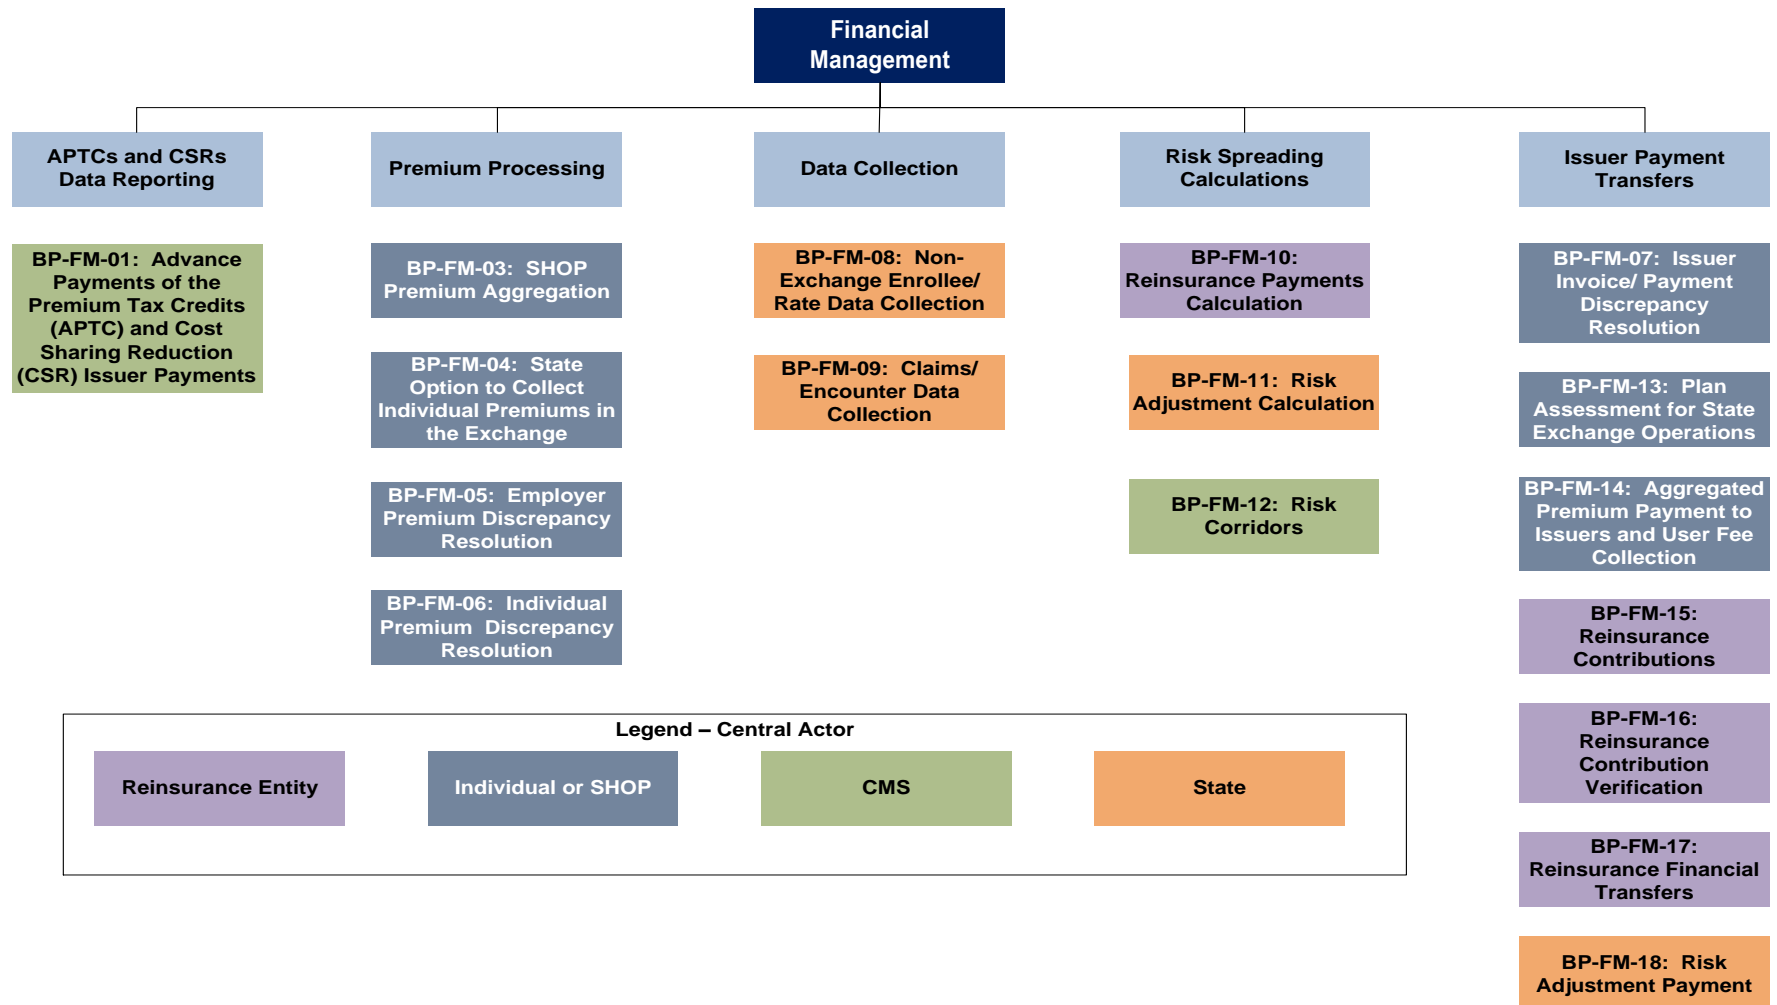 Financial
Management
APTCs and CSRs
Data Reporting
Premium Processing
Data Collection
Risk Spreading
Calculations
Issuer Payment
Transfers
BP-FM-01: Advance
Payments of the
Premium Tax Credits
(APTC) and Cost
Sharing Reduction
(CSR) Issuer Payments
BP-FM-03: SHOP
Premium Aggregation
BP-FM-04: State
Option to Collect
Individual Premiums in
the Exchange
BP-FM-05: Employer
Premium Discrepancy
Resolution
BP-FM-06: Individual
Premium Discrepancy
Resolution
BP-FM-08: Non-
Exchange Enrollee/
Rate Data Collection
BP-FM-09: Claims/
Encounter Data
Collection
BP-FM-10:
Reinsurance Payments
Calculation
BP-FM-11: Risk
Adjustment Calculation
BP-FM-12: Risk
Corridors
BP-FM-07: Issuer
Invoice/ Payment
Discrepancy
Resolution
BP-FM-13: Plan
Assessment for State
Exchange Operations
BP-FM-14: Aggregated
Premium Payment to
Issuers and User Fee
Collection
BP-FM-15:
Reinsurance
Contributions
BP-FM-16:
Reinsurance
Contribution
Verification
BP-FM-17:
Reinsurance Financial
Transfers
BP-FM-18: Risk
Adjustment Payment
Legend – Central Actor
Reinsurance Entity
Individual or SHOP
CMS
State